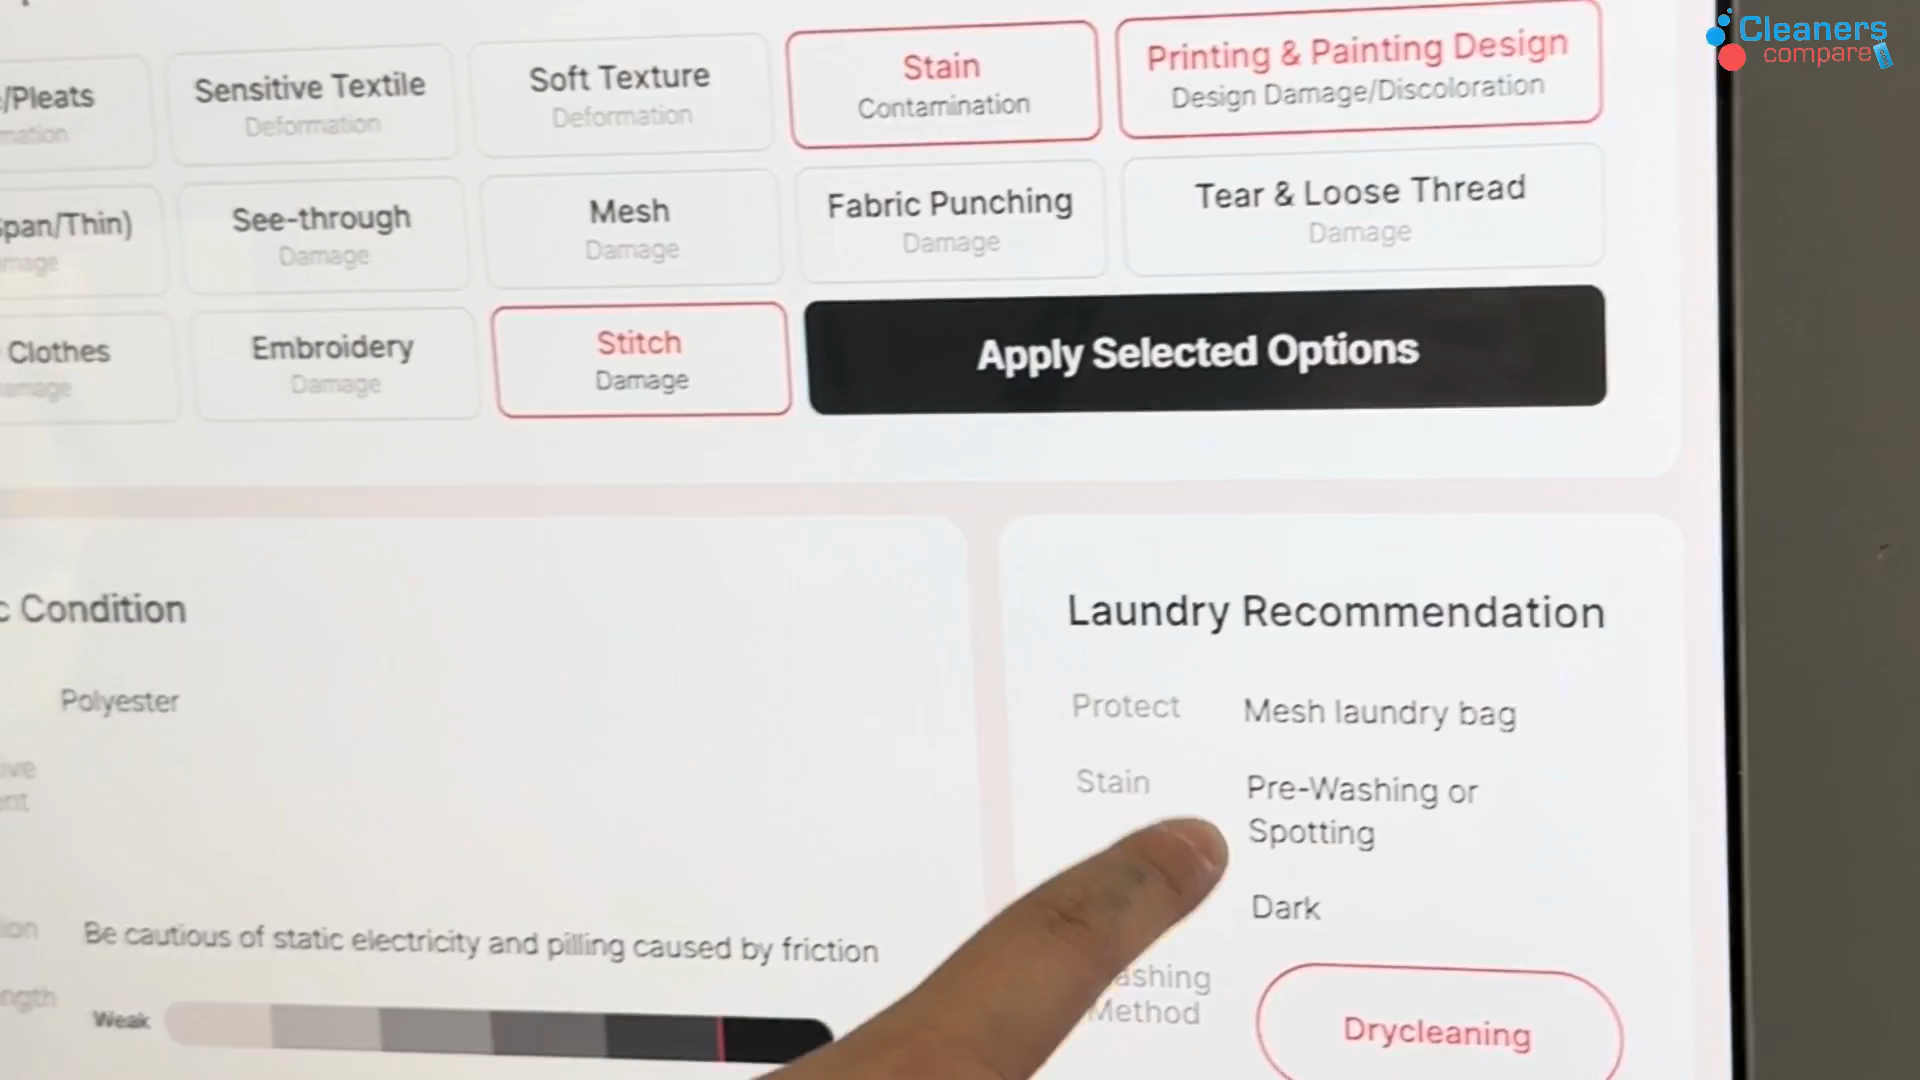 Cleaners
compare
/Pleats
Sensitive Textile
Deformation
Soft Texture
Deformation
Stain
Contamination
Printing & Painting Design
Design Damage/Discoloration
pan/Thin)
See-through
Damage
Mesh
Damage
Fabric Punching
Damage
Tear & Loose Thread
Damage
Clothes
Embroidery
Damage
Stitch
Damage
Apply Selected Options
Condition
Polyester
Be cautious of static electricity and pilling caused by friction
Weak
Laundry Recommendation
Protect
Mesh laundry bag
Stain
Pre-Washing or
Spotting
Dark
ashing
Method
Drycleaning